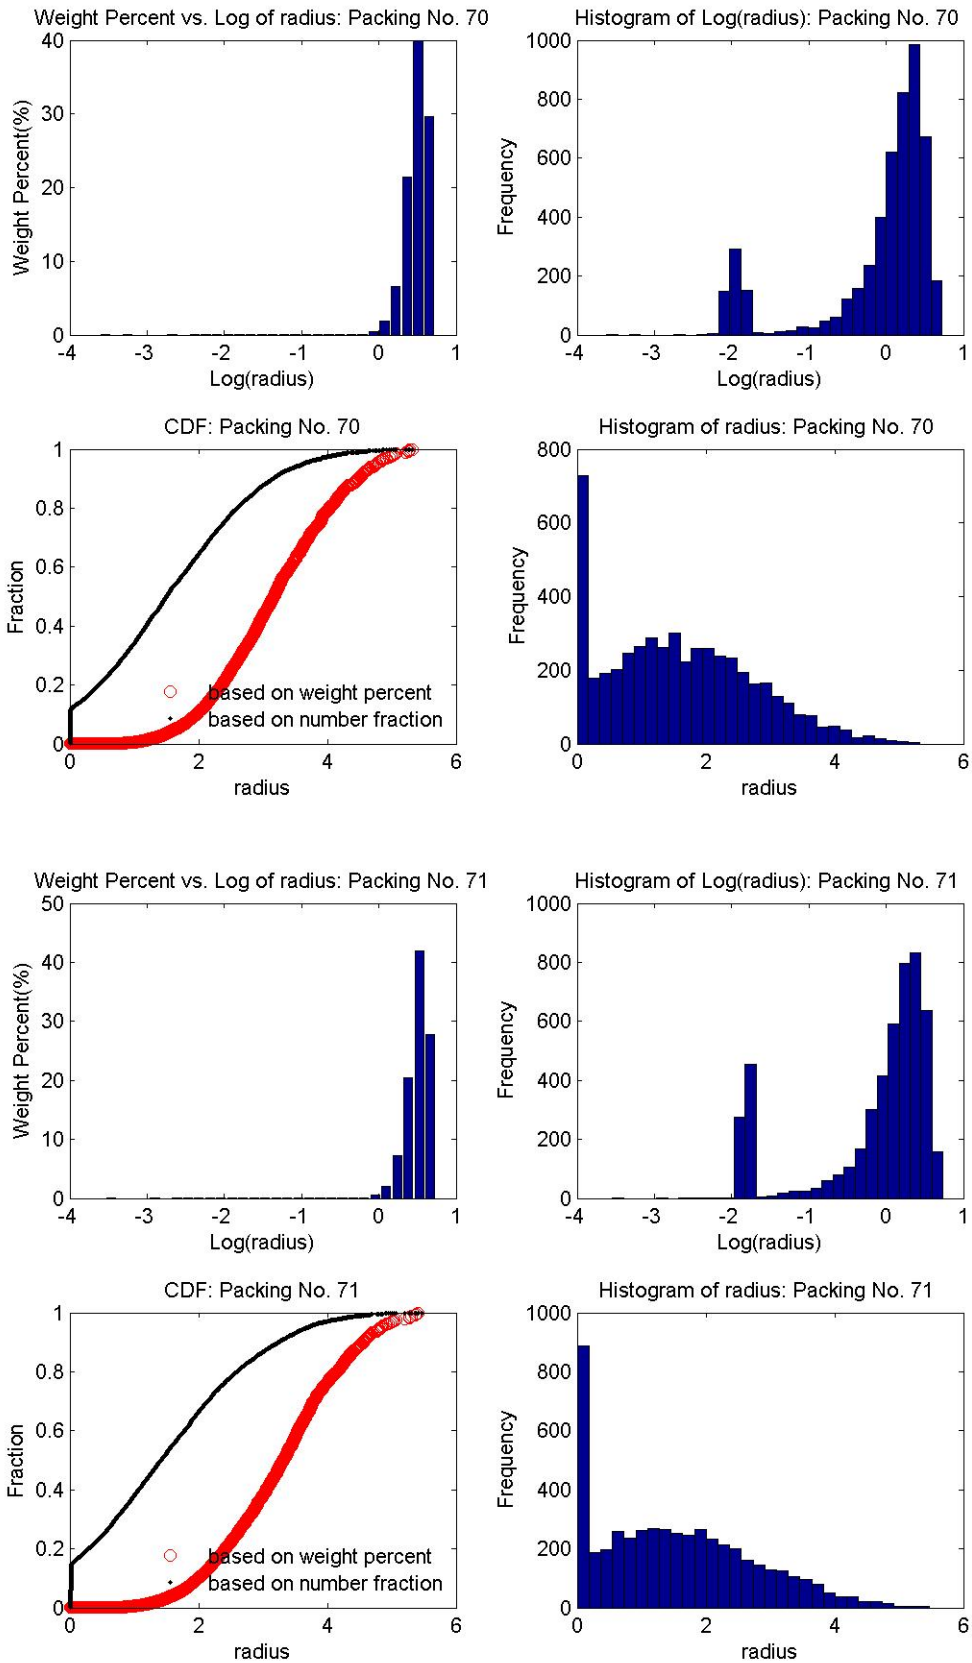 Weight Percent vs. Log of radius: Packing No. 70
Histogram of Log(radius): Packing No. 70
40
30
20
10
0
Weight Percent(%)
-4 -3 -2 -1 0 1
Log(radius)
1000
800
600
400
200
0
Frequency
-4 -3 -2 -1 0 1
Log(radius)
CDF: Packing No. 70
Histogram of radius: Packing No. 70
1
0.8
0.6
0.4
0.2
0
Fraction
based on weight percent
based on number fraction
0 2 4 6
radius
800
600
400
200
0
Frequency
0 2 4 6
radius
Weight Percent vs. Log of radius: Packing No. 71
Histogram of Log(radius): Packing No. 71
50
40
30
20
10
0
Weight Percent(%)
-4 -3 -2 -1 0 1
Log(radius)
1000
800
600
400
200
0
Frequency
-4 -3 -2 -1 0 1
Log(radius)
CDF: Packing No. 71
Histogram of radius: Packing No. 71
1
0.8
0.6
0.4
0.2
0
Fraction
based on weight percent
based on number fraction
0 2 4 6
radius
1000
800
600
400
200
0
Frequency
0 2 4 6
radius